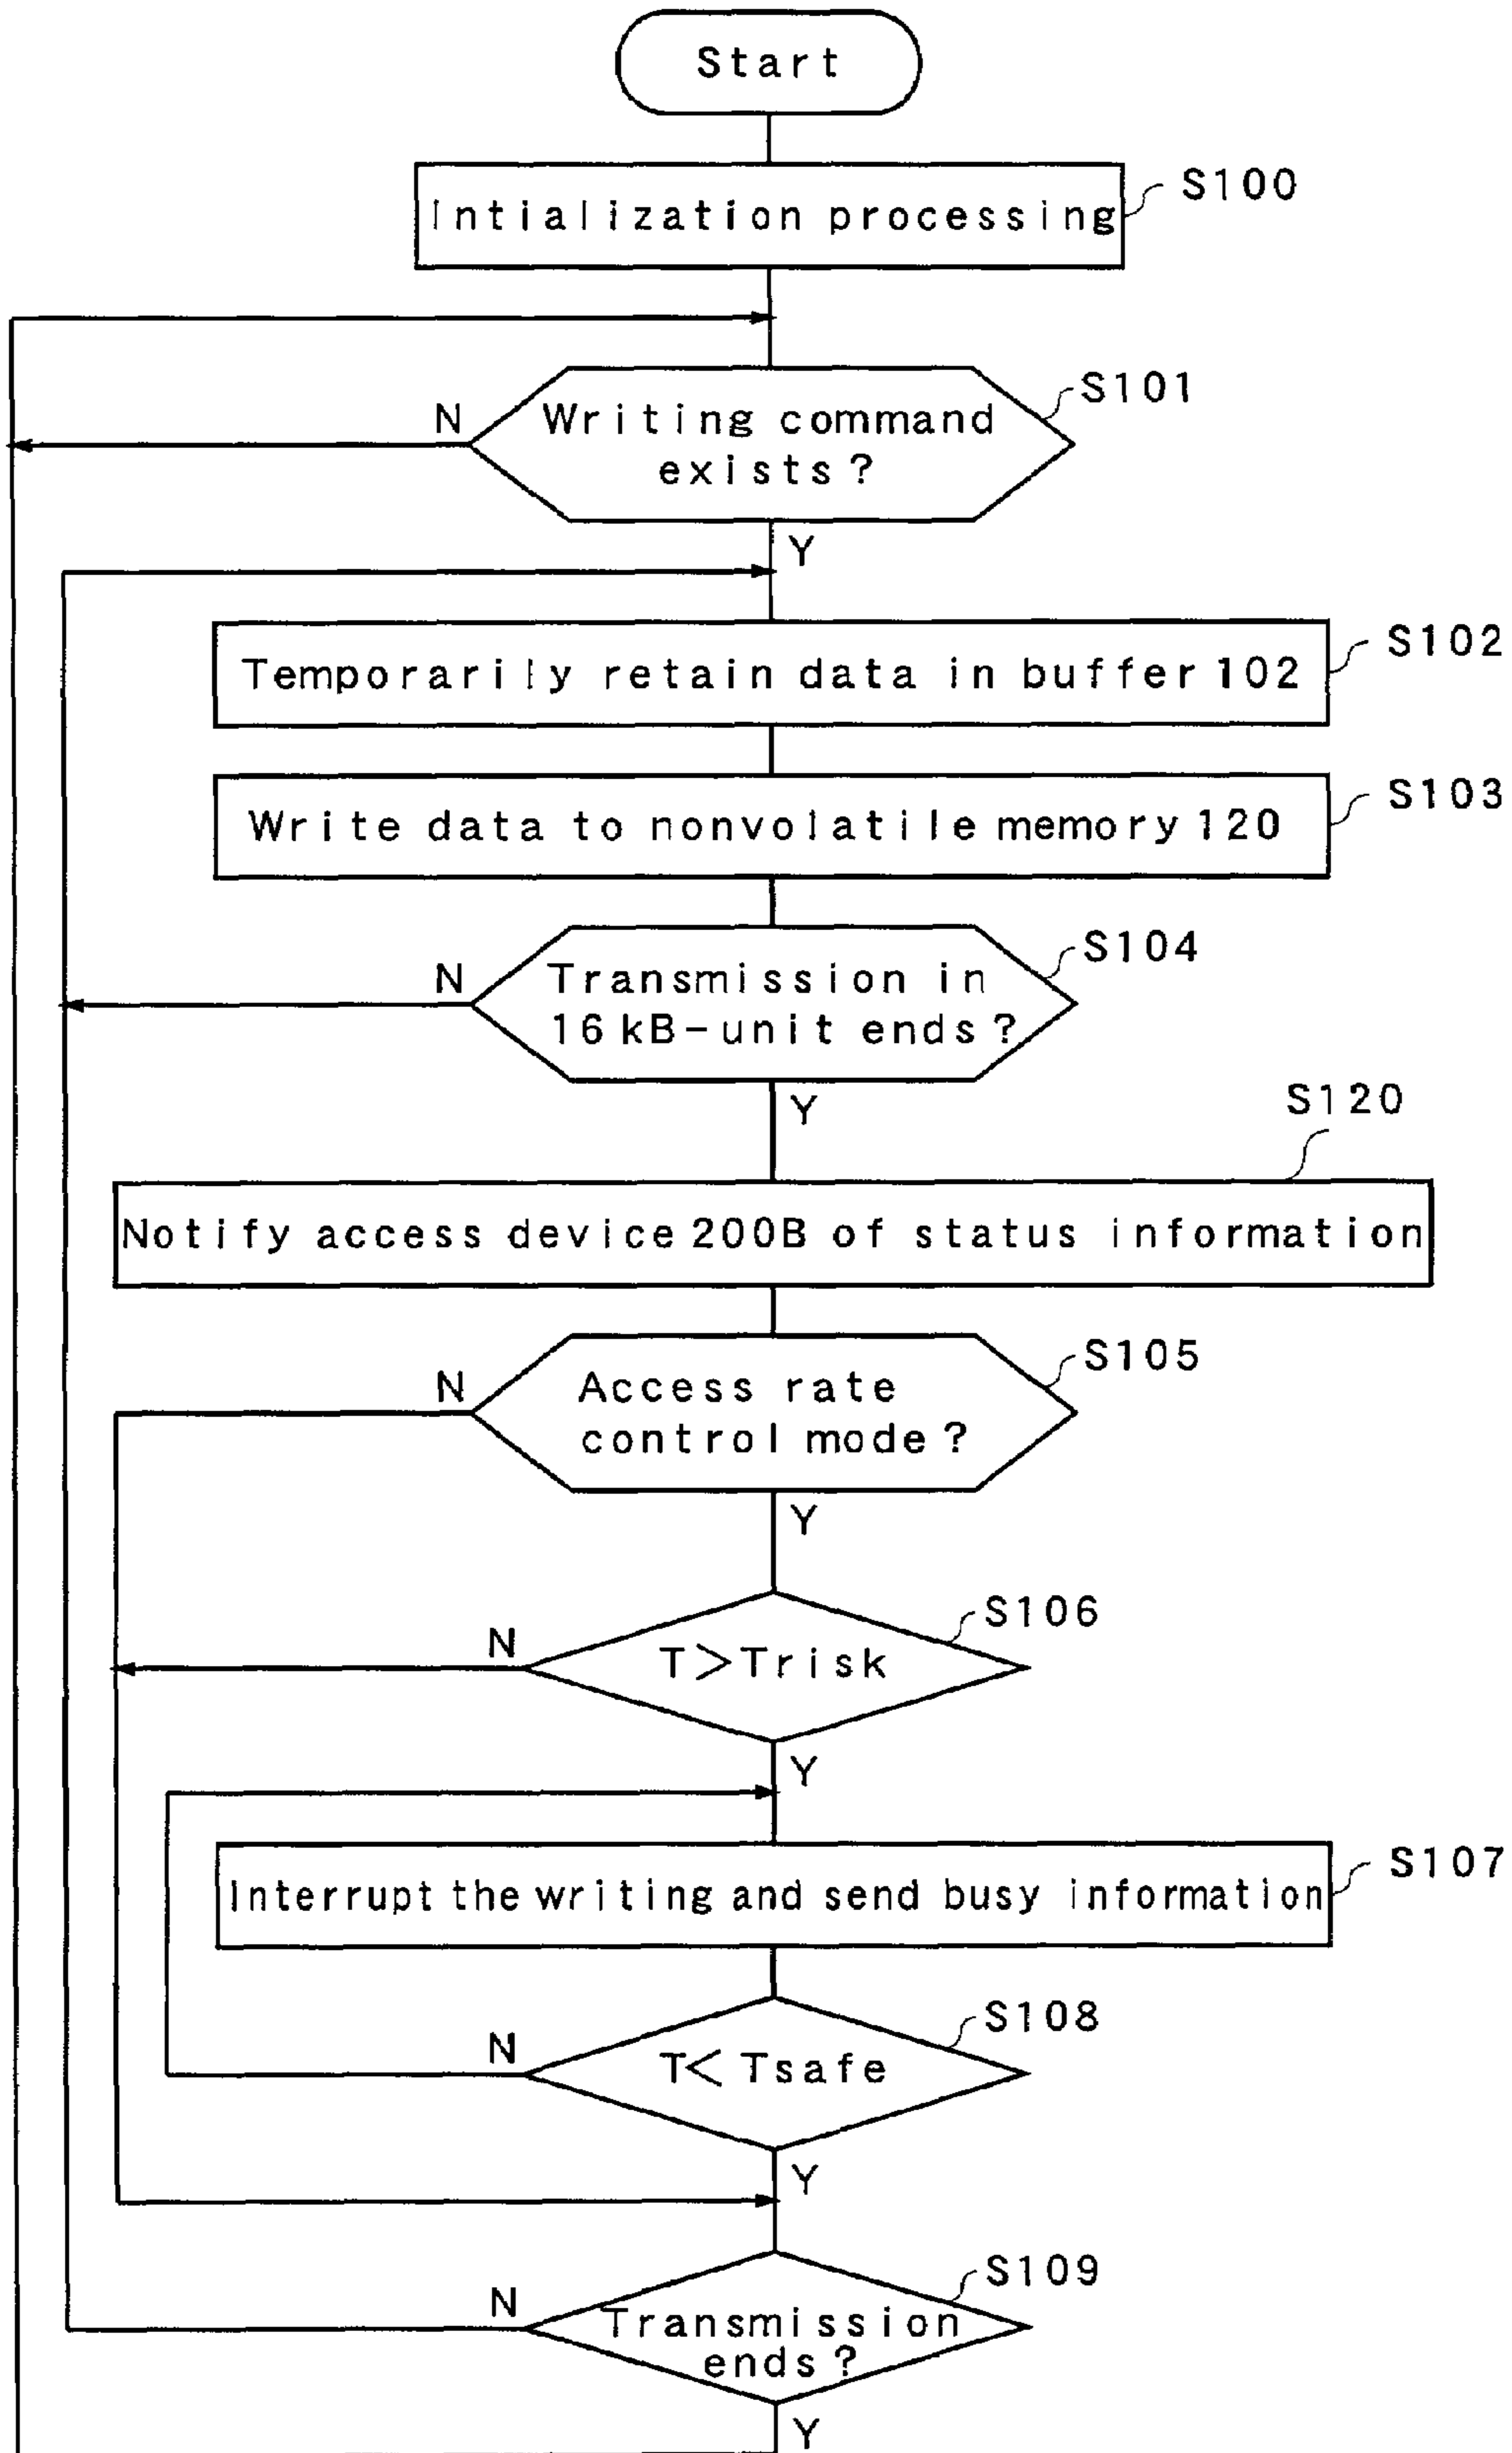 Start
Intialization processing
S100
S101
N
Writing command
exists?
Y
S102
Temporarily retain data in buffer 102
S103
Write data to nonvolatile memory 120
S104
N
Transmission in
16kB-unit ends?
Y
S120
Notify access device 200B of status information
S105
N
Access rate
control mode?
Y
S106
N
T>Trisk
Y
S107
Interrupt the writing and send busy information
S108
N
T< Tsafe
Y
S109
N
Transmission
ends?
Y